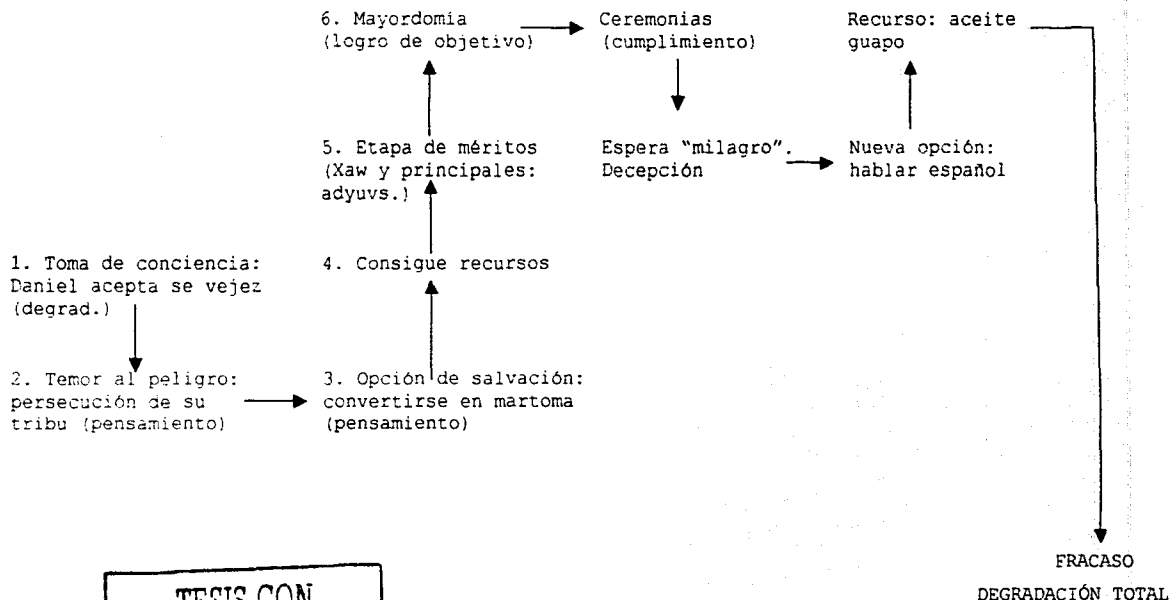 6. Mayordomía
(logro de objetivo)
Ceremonias
(cumplimiento)
Recurso: aceite
guapo
5. Etapa de méritos
(Xaw y principales:
adyuvs.)
Espera "milagro".
Decepción
Nueva opción:
hablar español
1. Toma de conciencia:
Daniel acepta se vejez
(degrad.)
4. Consigue recursos
2. Temor al peligro:
persecución de su
tribu (pensamiento)
3. Opción de salvación:
convertirse en martoma
(pensamiento)
FRACASO
DEGRADACIÓN TOTAL
TESIS CON